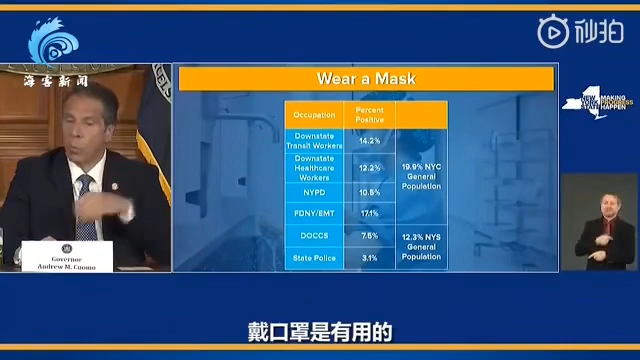 秒拍
海客新闻
Wear a Mask
Occupation
Percent
Positive
Downstate
Transit Workers
14.2%
Downstate
Healthcare
Workers
12.2%
19.9% NYC
General
Population
NYPD
10.5%
FDNY/EMT
17.1%
DOCCS
7.5%
12.3% NYS
General
Population
State Police
3.1%
NEW
YORK
STATE
MAKING
PROGRESS
HAPPEN
Governor
Andrew M. Cuomo
戴口罩是有用的